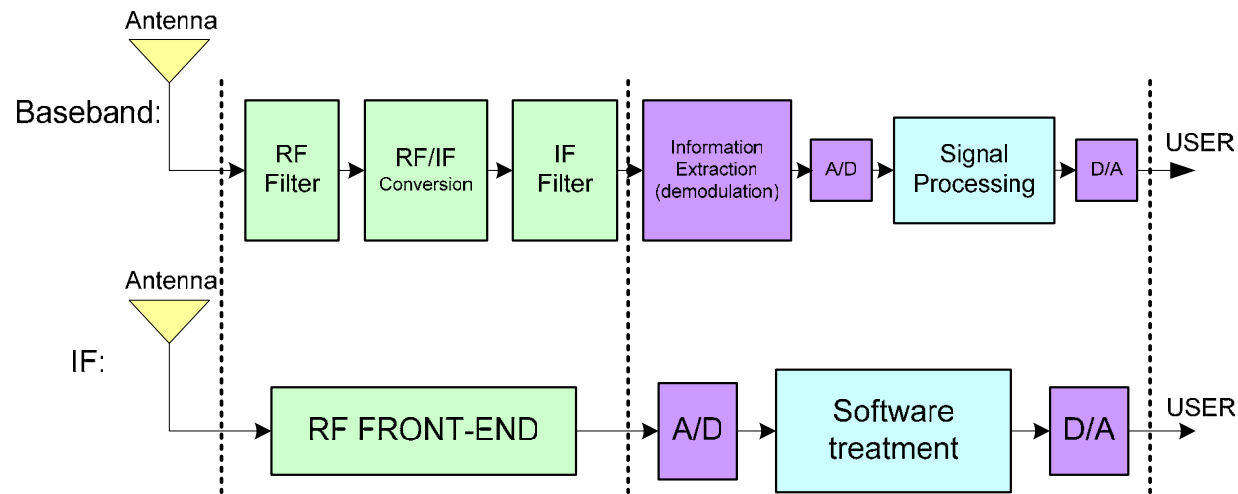 Antenna
Baseband:
RF
Filter
RF/IF
Conversion
IF
Filter
Information
Extraction
(demodulation)
A/D
Signal
Processing
D/A
USER
Antenna
IF:
RF FRONT-END
A/D
Software
treatment
D/A
USER